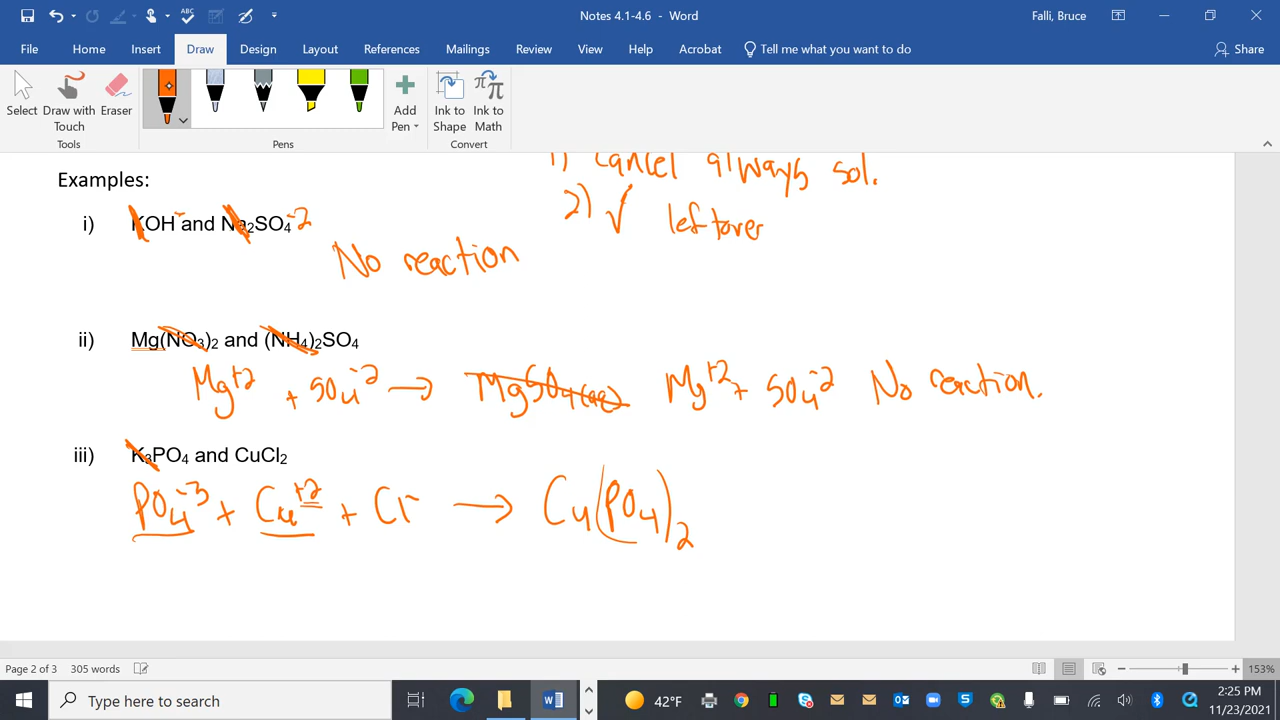 ABC
Notes 4.1-4.6 - Word
Falli, Bruce
File Home Insert Draw Design Layout References Mailings Review View Help Acrobat Tell me what you want to do Share
Select Draw with Touch Eraser Add Pen Ink to Shape Ink to Math
Tools Pens Convert
1) cancel always sol.
Examples:
2) √ leftover
i) KOH⁻ and Na₂SO₄⁻²
No reaction
ii) Mg(NO₃)₂ and (NH₄)₂SO₄
Mg⁺² + SO₄⁻² → MgSO₄(aq) Mg⁺² + SO₄⁻² No reaction.
iii) K₃PO₄ and CuCl₂
PO₄⁻³ + Cu⁺² + Cl⁻ → Cu(PO₄)₂
Page 2 of 3 305 words 153%
Type here to search 42°F 2:25 PM
11/23/2021